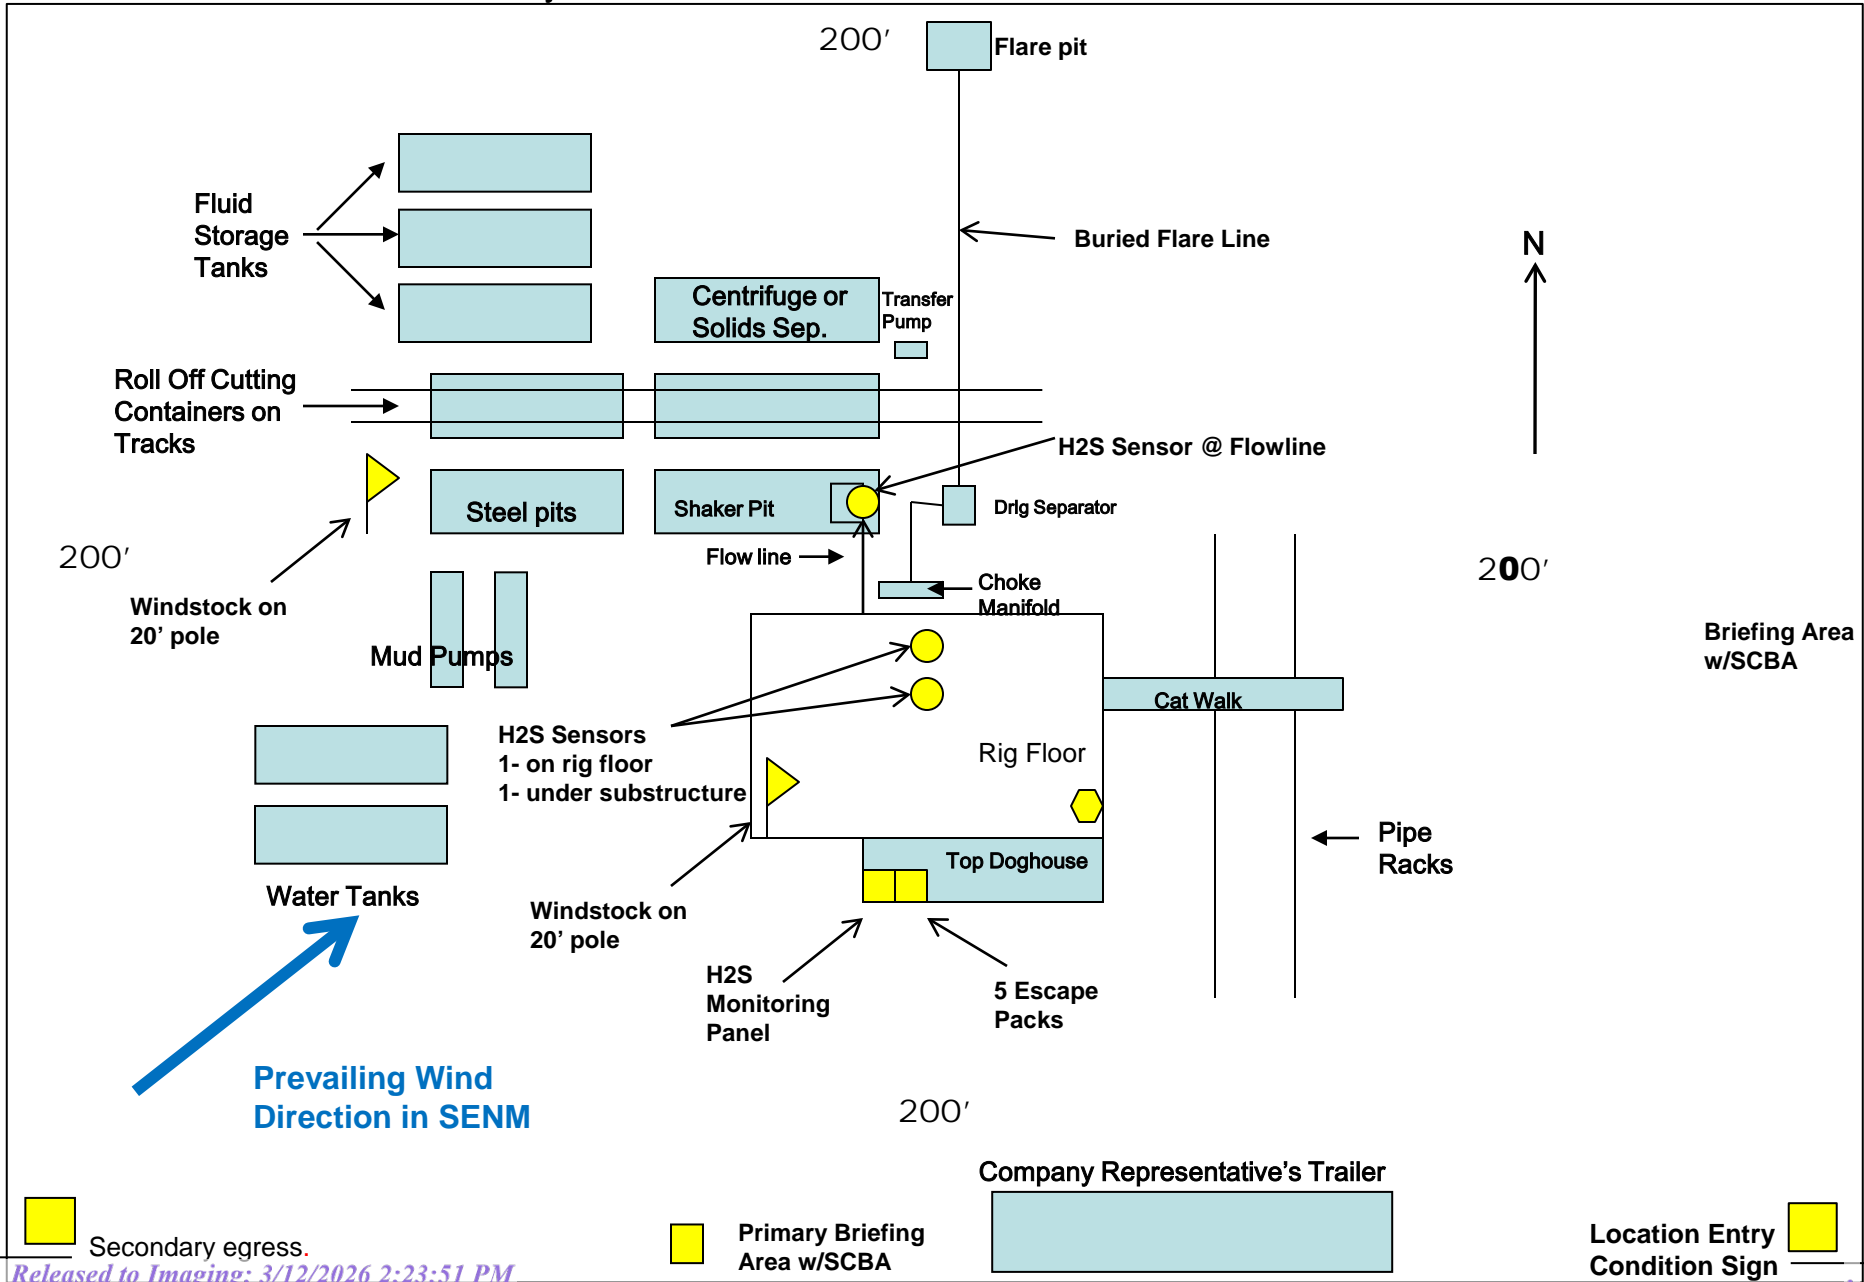 200'
Flare pit
Fluid
Storage
Tanks
Buried Flare Line
N
Centrifuge or
Solids Sep.
Transfer
Pump
Roll Off Cutting
Containers on
Tracks
H2S Sensor @ Flowline
Steel pits
Shaker Pit
Drlg Separator
Flow line
200'
200'
Choke
Manifold
Windstock on
20’ pole
Mud Pumps
Briefing Area
w/SCBA
Cat Walk
H2S Sensors
1- on rig floor
1- under substructure
Rig Floor
Pipe
Racks
Top Doghouse
Water Tanks
Windstock on
20’ pole
H2S
Monitoring
Panel
5 Escape
Packs
Prevailing Wind
Direction in SENM
200'
Company Representative’s Trailer
Secondary egress.
Primary Briefing
Area w/SCBA
Location Entry
Condition Sign
Released to Imaging: 3/12/2026 2:23:51 PM